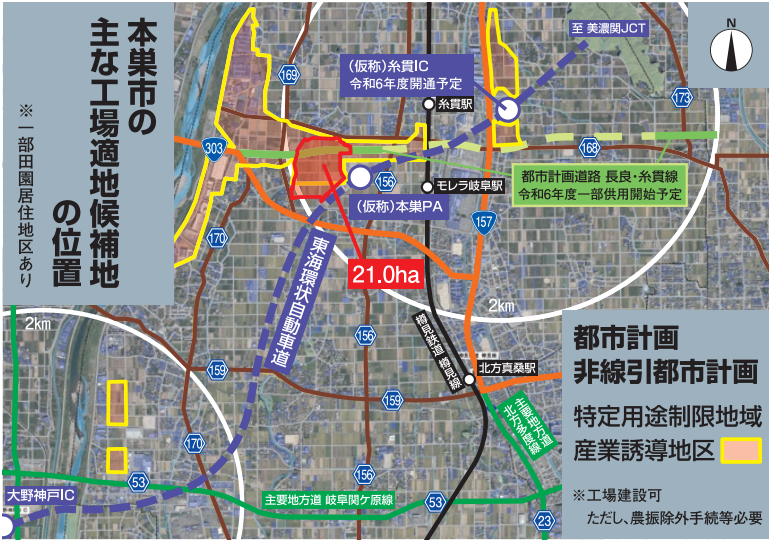 本巣市の
主な工場適地候補地
の位置
※一部田園居住地区あり
N
至 美濃関JCT
(仮称)糸貫IC
令和6年度開通予定
169
糸貫駅
173
303
168
都市計画道路 長良・糸貫線
令和6年度一部供用開始予定
156
モレラ岐阜駅
(仮称)本巣PA
157
170
東海環状自動車道
21.0ha
2km
2km
156
樽見鉄道 樽見線
159
北方真桑駅
159
主要地方道
北方多度線
170
156
大野神戸IC
53
主要地方道 岐阜関ケ原線
53
23
都市計画
非線引都市計画
特定用途制限地域
産業誘導地区
※工場建設可
ただし、農振除外手続等必要